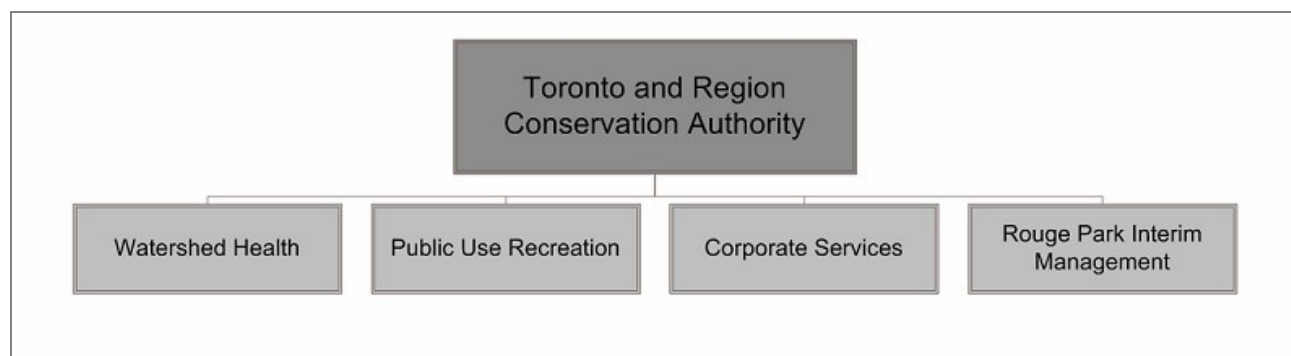 Toronto and Region
Conservation Authority
Watershed Health
Public Use Recreation
Corporate Services
Rouge Park Interim
Management